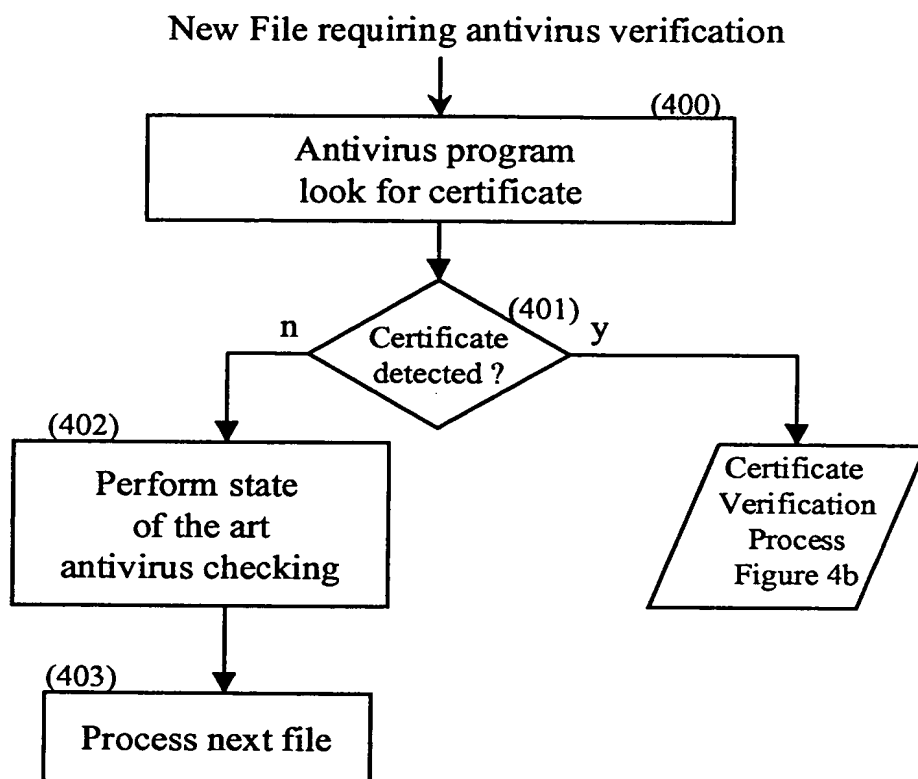 New File requiring antivirus verification
(400)
Antivirus program
look for certificate
(401)
n
y
Certificate
detected ?
(402)
Perform state
of the art
antivirus checking
Certificate
Verification
Process
Figure 4b
(403)
Process next file